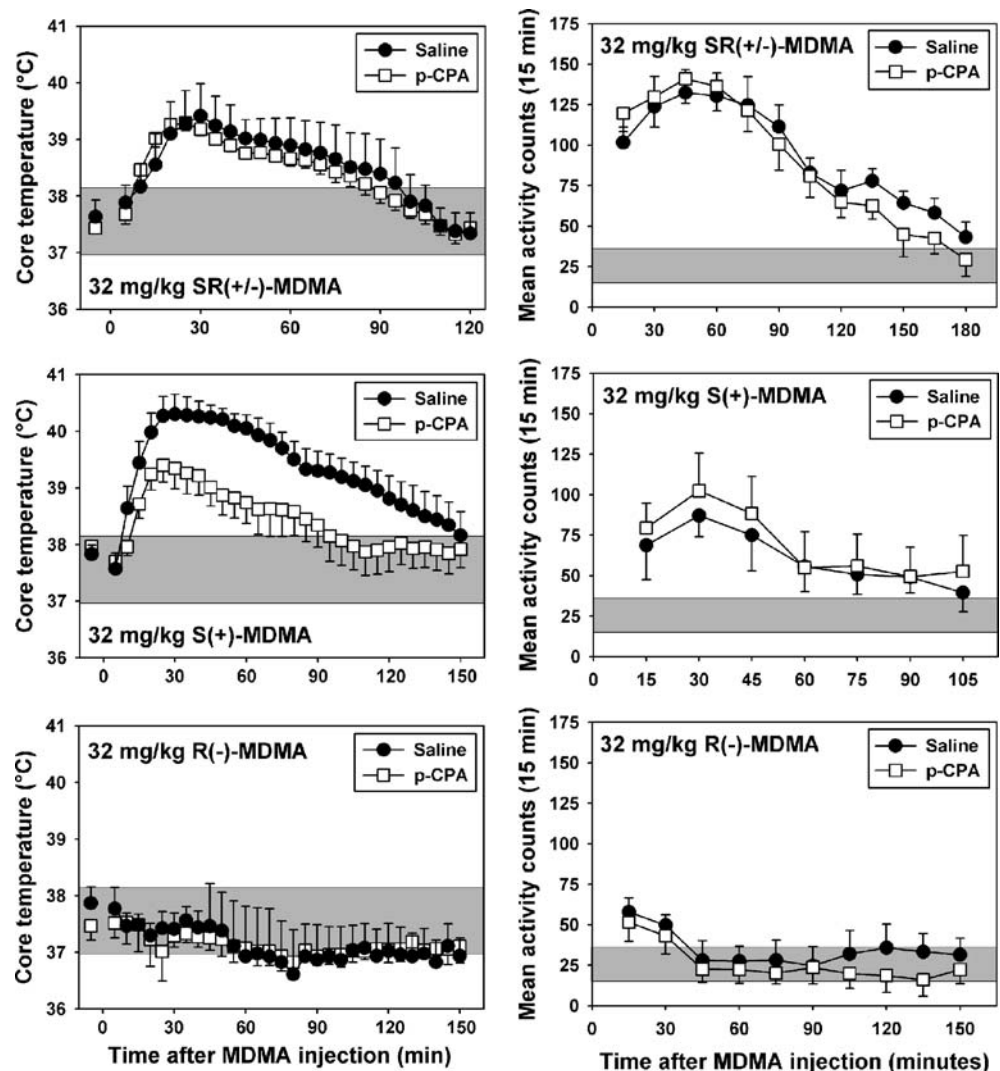 Core temperature (°C)
41
40
39
38
37
36
Saline
p-CPA
32 mg/kg SR(+/-)-MDMA
0 30 60 90 120
Mean activity counts (15 min)
175
150
125
100
75
50
25
0
32 mg/kg SR(+/-)-MDMA
Saline
p-CPA
0 30 60 90 120 150 180
Core temperature (°C)
41
40
39
38
37
36
Saline
p-CPA
32 mg/kg S(+)-MDMA
0 30 60 90 120 150
Mean activity counts (15 min)
175
150
125
100
75
50
25
0
32 mg/kg S(+)-MDMA
Saline
p-CPA
0 15 30 45 60 75 90 105
Core temperature (°C)
41
40
39
38
37
36
32 mg/kg R(-)-MDMA
Saline
p-CPA
0 30 60 90 120 150
Time after MDMA injection (min)
Mean activity counts (15 min)
175
150
125
100
75
50
25
0
32 mg/kg R(-)-MDMA
Saline
p-CPA
0 30 60 90 120 150
Time after MDMA injection (minutes)